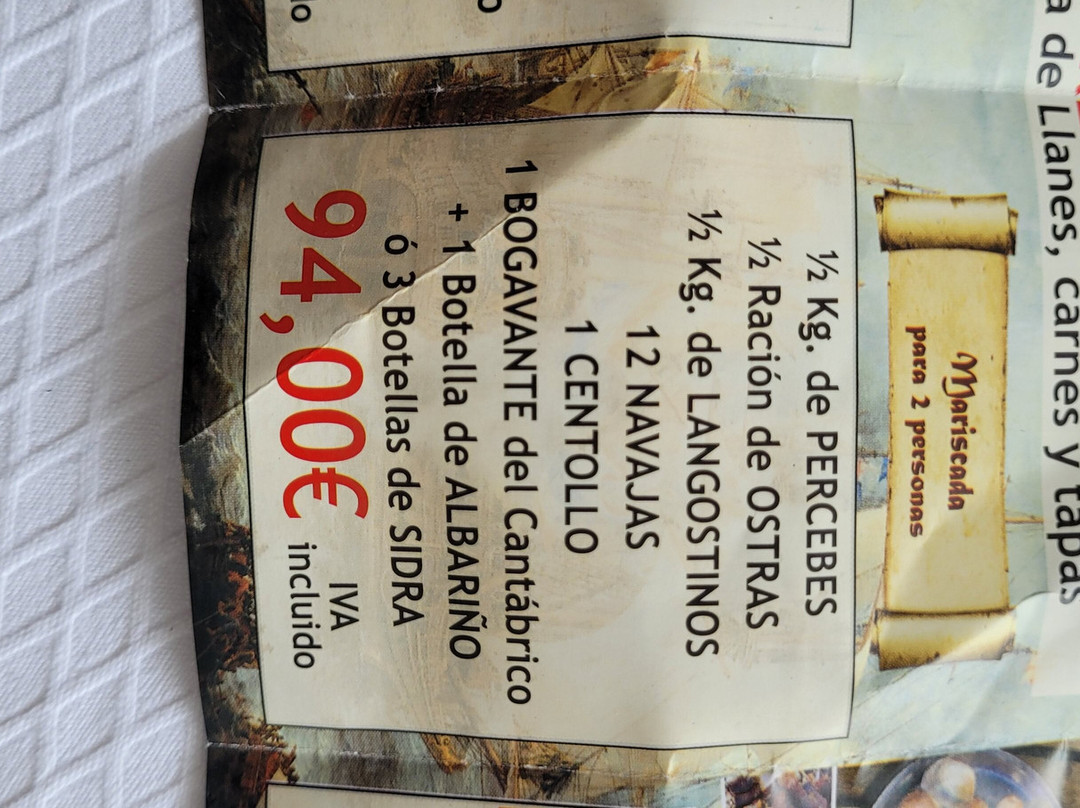 a de Llanes, carnes y tapas
Mariscada
para 2 personas
½ Kg. de PERCEBES
½ Ración de OSTRAS
½ Kg. de LANGOSTINOS
12 NAVAJAS
1 CENTOLLO
1 BOGAVANTE del Cantábrico
+ 1 Botella de ALBARIÑO
ó 3 Botellas de SIDRA
94,00€ IVA
incluido